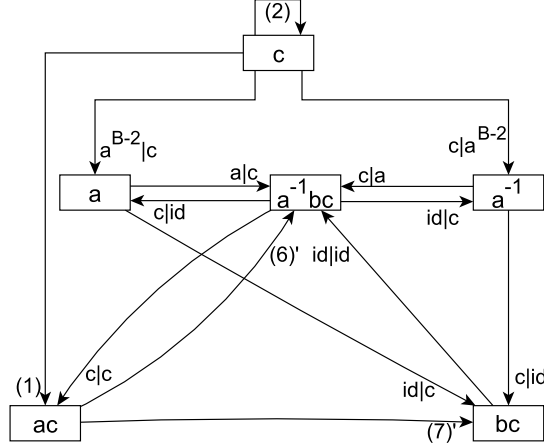 (2)
c
a^{B-2}|c
c|a^{B-2}
a|c
c|a
a
a^{-1}bc
a^{-1}
c|id
id|c
(6)'
id|id
c|c
(1)
id|c
c|id
ac
(7)'
bc